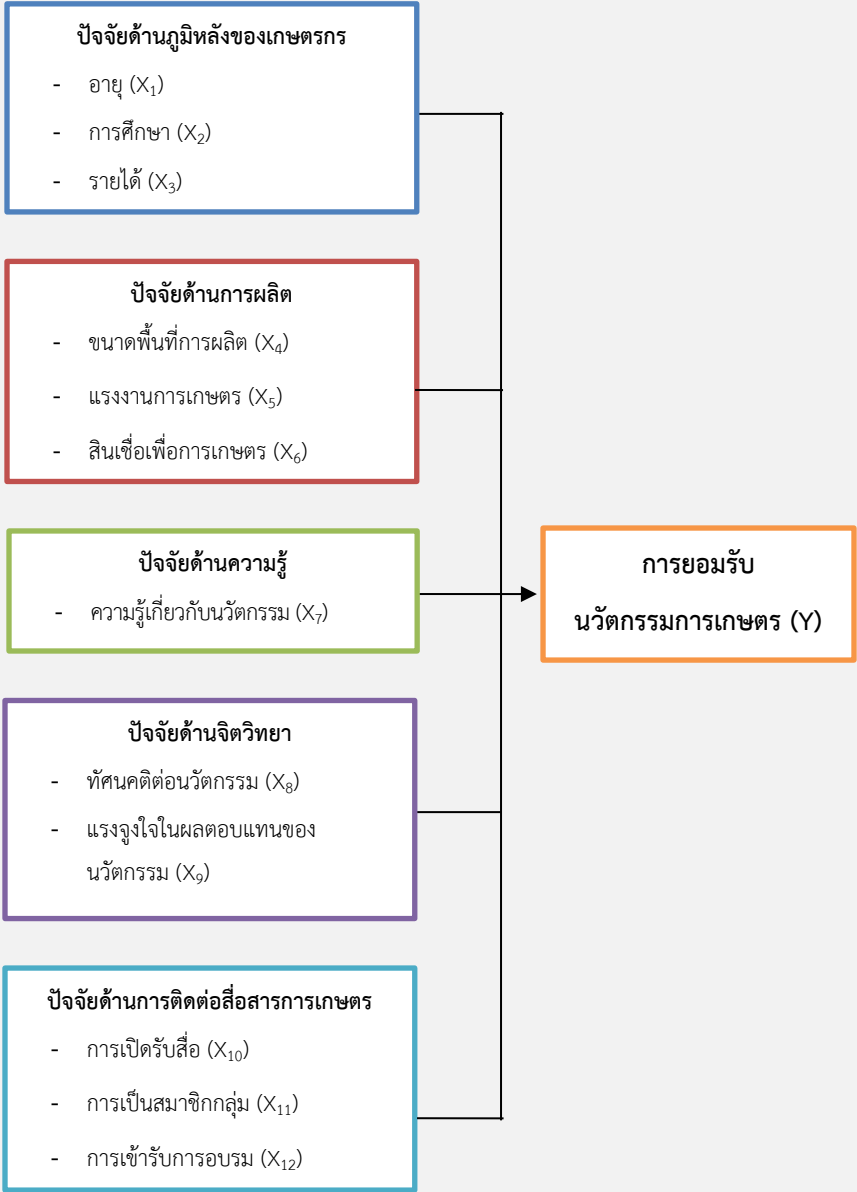 ปัจจัยด้านภูมิหลังของเกษตรกร
- อายุ (X₁)
- การศึกษา (X₂)
- รายได้ (X₃)
ปัจจัยด้านการผลิต
- ขนาดพื้นที่การผลิต (X₄)
- แรงงานการเกษตร (X₅)
- สินเชื่อเพื่อการเกษตร (X₆)
ปัจจัยด้านความรู้
- ความรู้เกี่ยวกับนวัตกรรม (X₇)
การยอมรับ
นวัตกรรมการเกษตร (Y)
ปัจจัยด้านจิตวิทยา
- ทัศนคติต่อนวัตกรรม (X₈)
- แรงจูงใจในผลตอบแทนของ
นวัตกรรม (X₉)
ปัจจัยด้านการติดต่อสื่อสารการเกษตร
- การเปิดรับสื่อ (X₁₀)
- การเป็นสมาชิกกลุ่ม (X₁₁)
- การเข้ารับการอบรม (X₁₂)